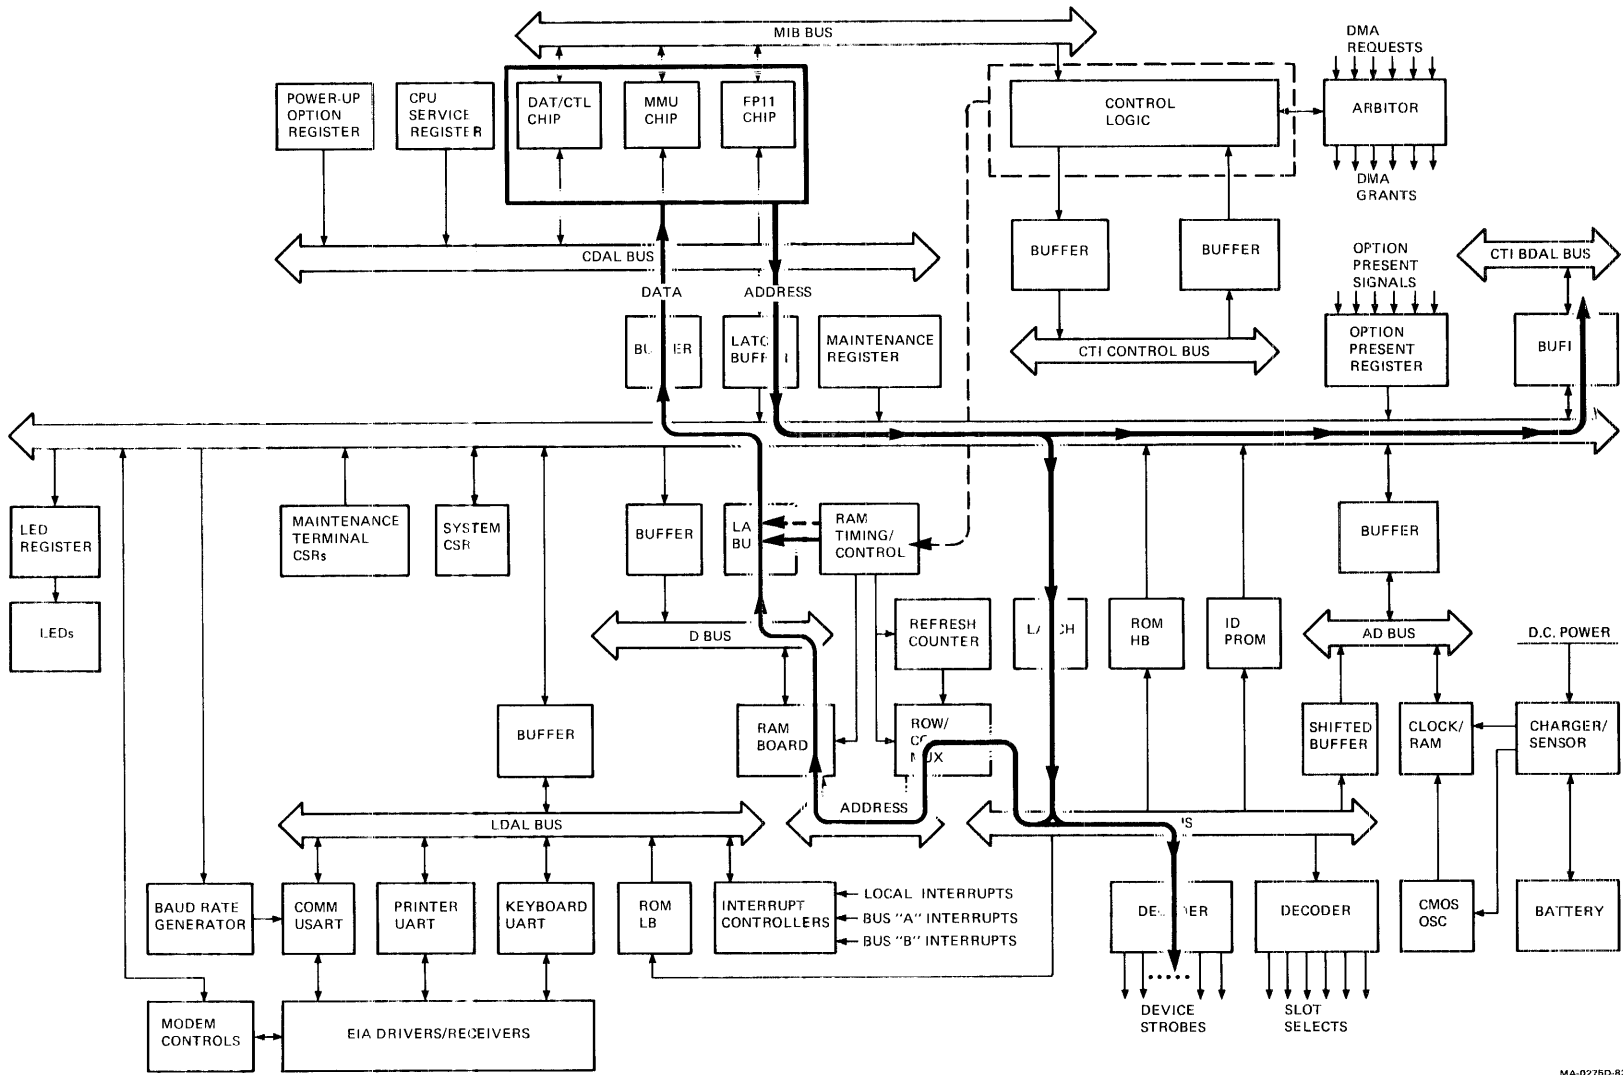 MIB BUS
POWER-UP
OPTION
REGISTER
CPU
SERVICE
REGISTER
DAT/CTL
CHIP
MMU
CHIP
FP11
CHIP
CONTROL
LOGIC
DMA
REQUESTS
ARBITOR
DMA
GRANTS
BUFFER
BUFFER
CDAL BUS
CTI BDAL BUS
OPTION
PRESENT
SIGNALS
DATA
ADDRESS
MAINTENANCE
REGISTER
CTI CONTROL BUS
OPTION
PRESENT
REGISTER
LED
REGISTER
MAINTENANCE
TERMINAL
CSRs
SYSTEM
CSR
BUFFER
LA
BU
RAM
TIMING/
CONTROL
BUFFER
LEDs
D BUS
REFRESH
COUNTER
ROM
HB
ID
PROM
AD BUS
D.C. POWER
BUFFER
RAM
BOARD
ROW/
SHIFTED
BUFFER
CLOCK/
RAM
CHARGER/
SENSOR
LDAL BUS
ADDRESS
BAUD RATE
GENERATOR
COMM
USART
PRINTER
UART
KEYBOARD
UART
ROM
LB
INTERRUPT
CONTROLLERS
LOCAL INTERRUPTS
BUS "A" INTERRUPTS
BUS "B" INTERRUPTS
DECODER
CMOS
OSC
BATTERY
MODEM
CONTROLS
EIA DRIVERS/RECEIVERS
DEVICE
STROBES
SLOT
SELECTS